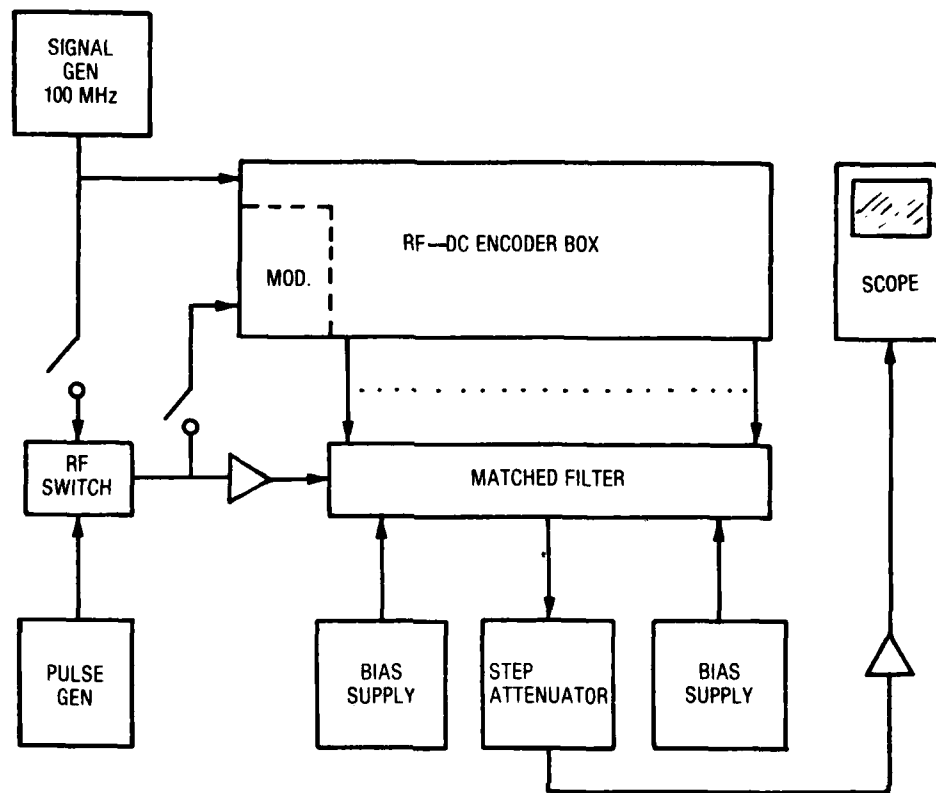 SIGNAL
GEN
100 MHz
RF—DC ENCODER BOX
MOD.
SCOPE
RF
SWITCH
MATCHED FILTER
PULSE
GEN
BIAS
SUPPLY
STEP
ATTENUATOR
BIAS
SUPPLY